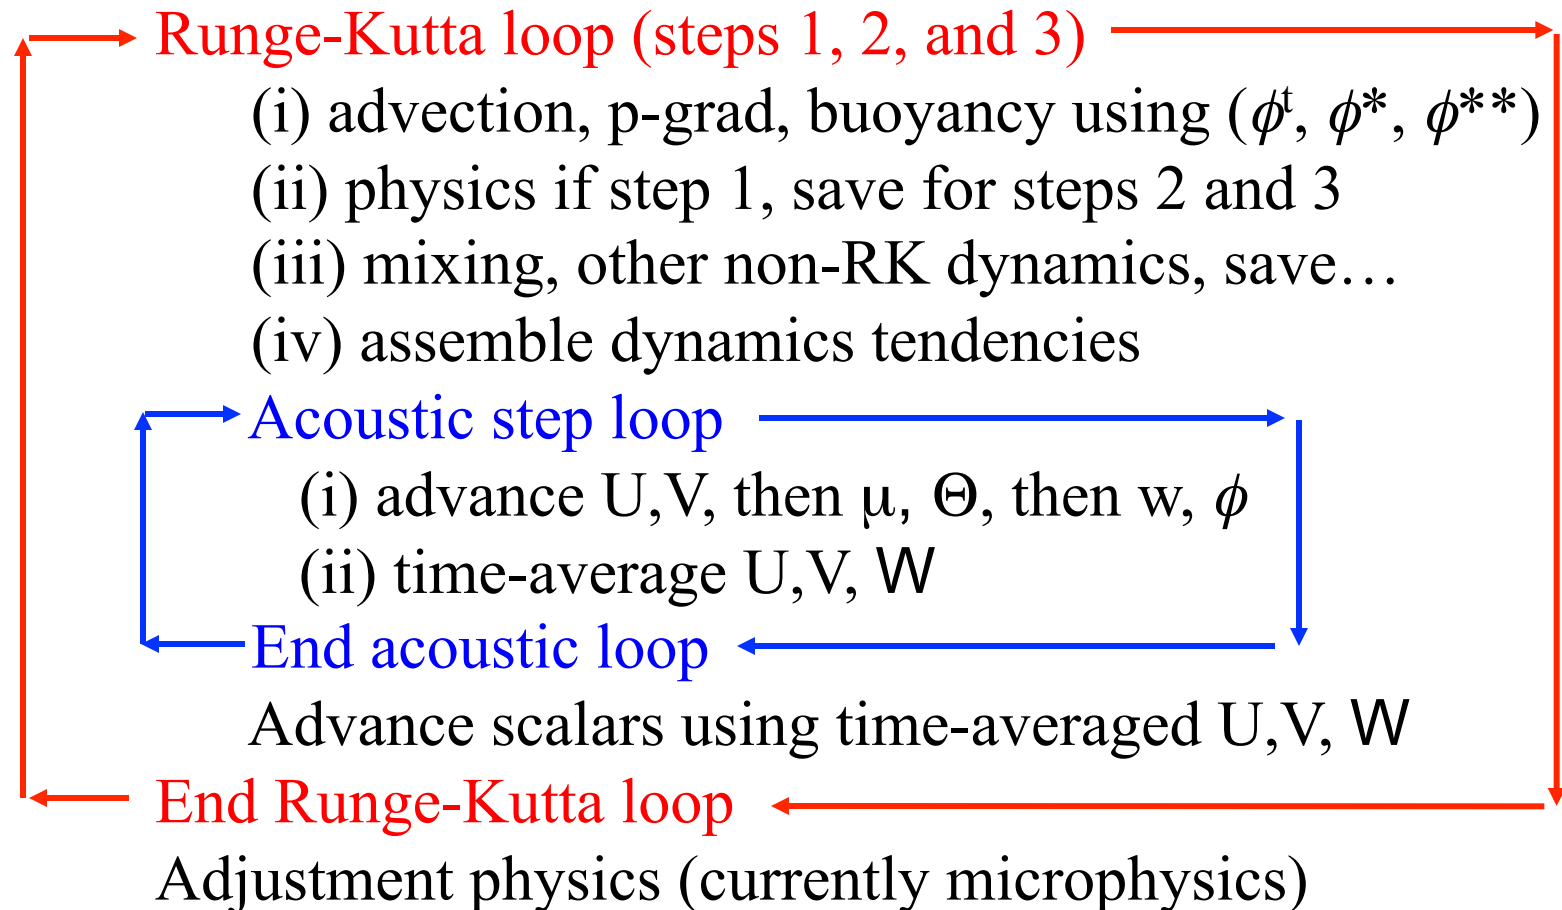 Runge-Kutta loop (steps 1, 2, and 3)
(i) advection, p-grad, buoyancy using (ϕᵗ, ϕ*, ϕ**)
(ii) physics if step 1, save for steps 2 and 3
(iii) mixing, other non-RK dynamics, save…
(iv) assemble dynamics tendencies
Acoustic step loop
(i) advance U,V, then μ, Θ, then w, ϕ
(ii) time-average U,V, W
End acoustic loop
Advance scalars using time-averaged U,V, W
End Runge-Kutta loop
Adjustment physics (currently microphysics)